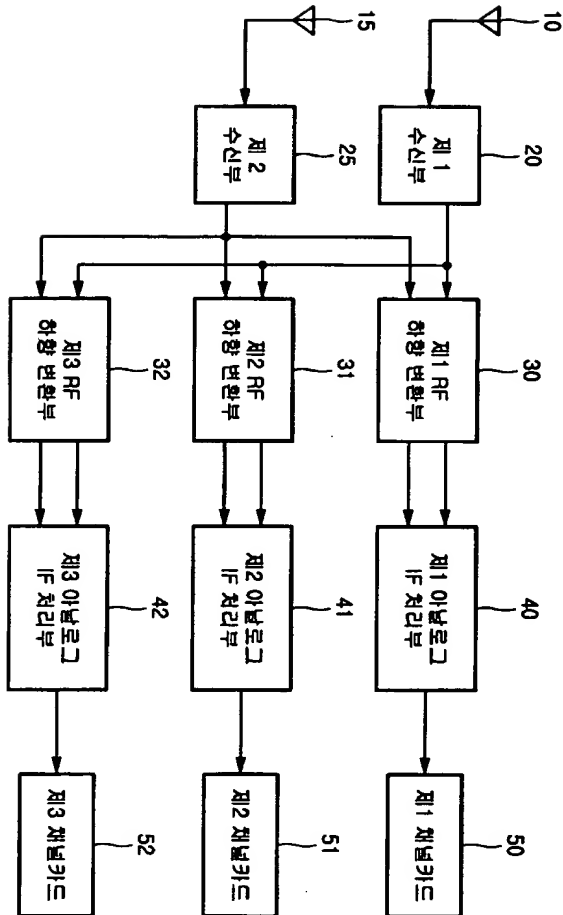 10
20
제 1
수신부
30
제1 RF
하향 변환부
40
제1 아날로그
IF 처리부
50
제1 채널카드
15
25
제 2
수신부
31
제2 RF
하향 변환부
41
제2 아날로그
IF 처리부
51
제2 채널카드
32
제3 RF
하향 변환부
42
제3 아날로그
IF 처리부
52
제3 채널카드